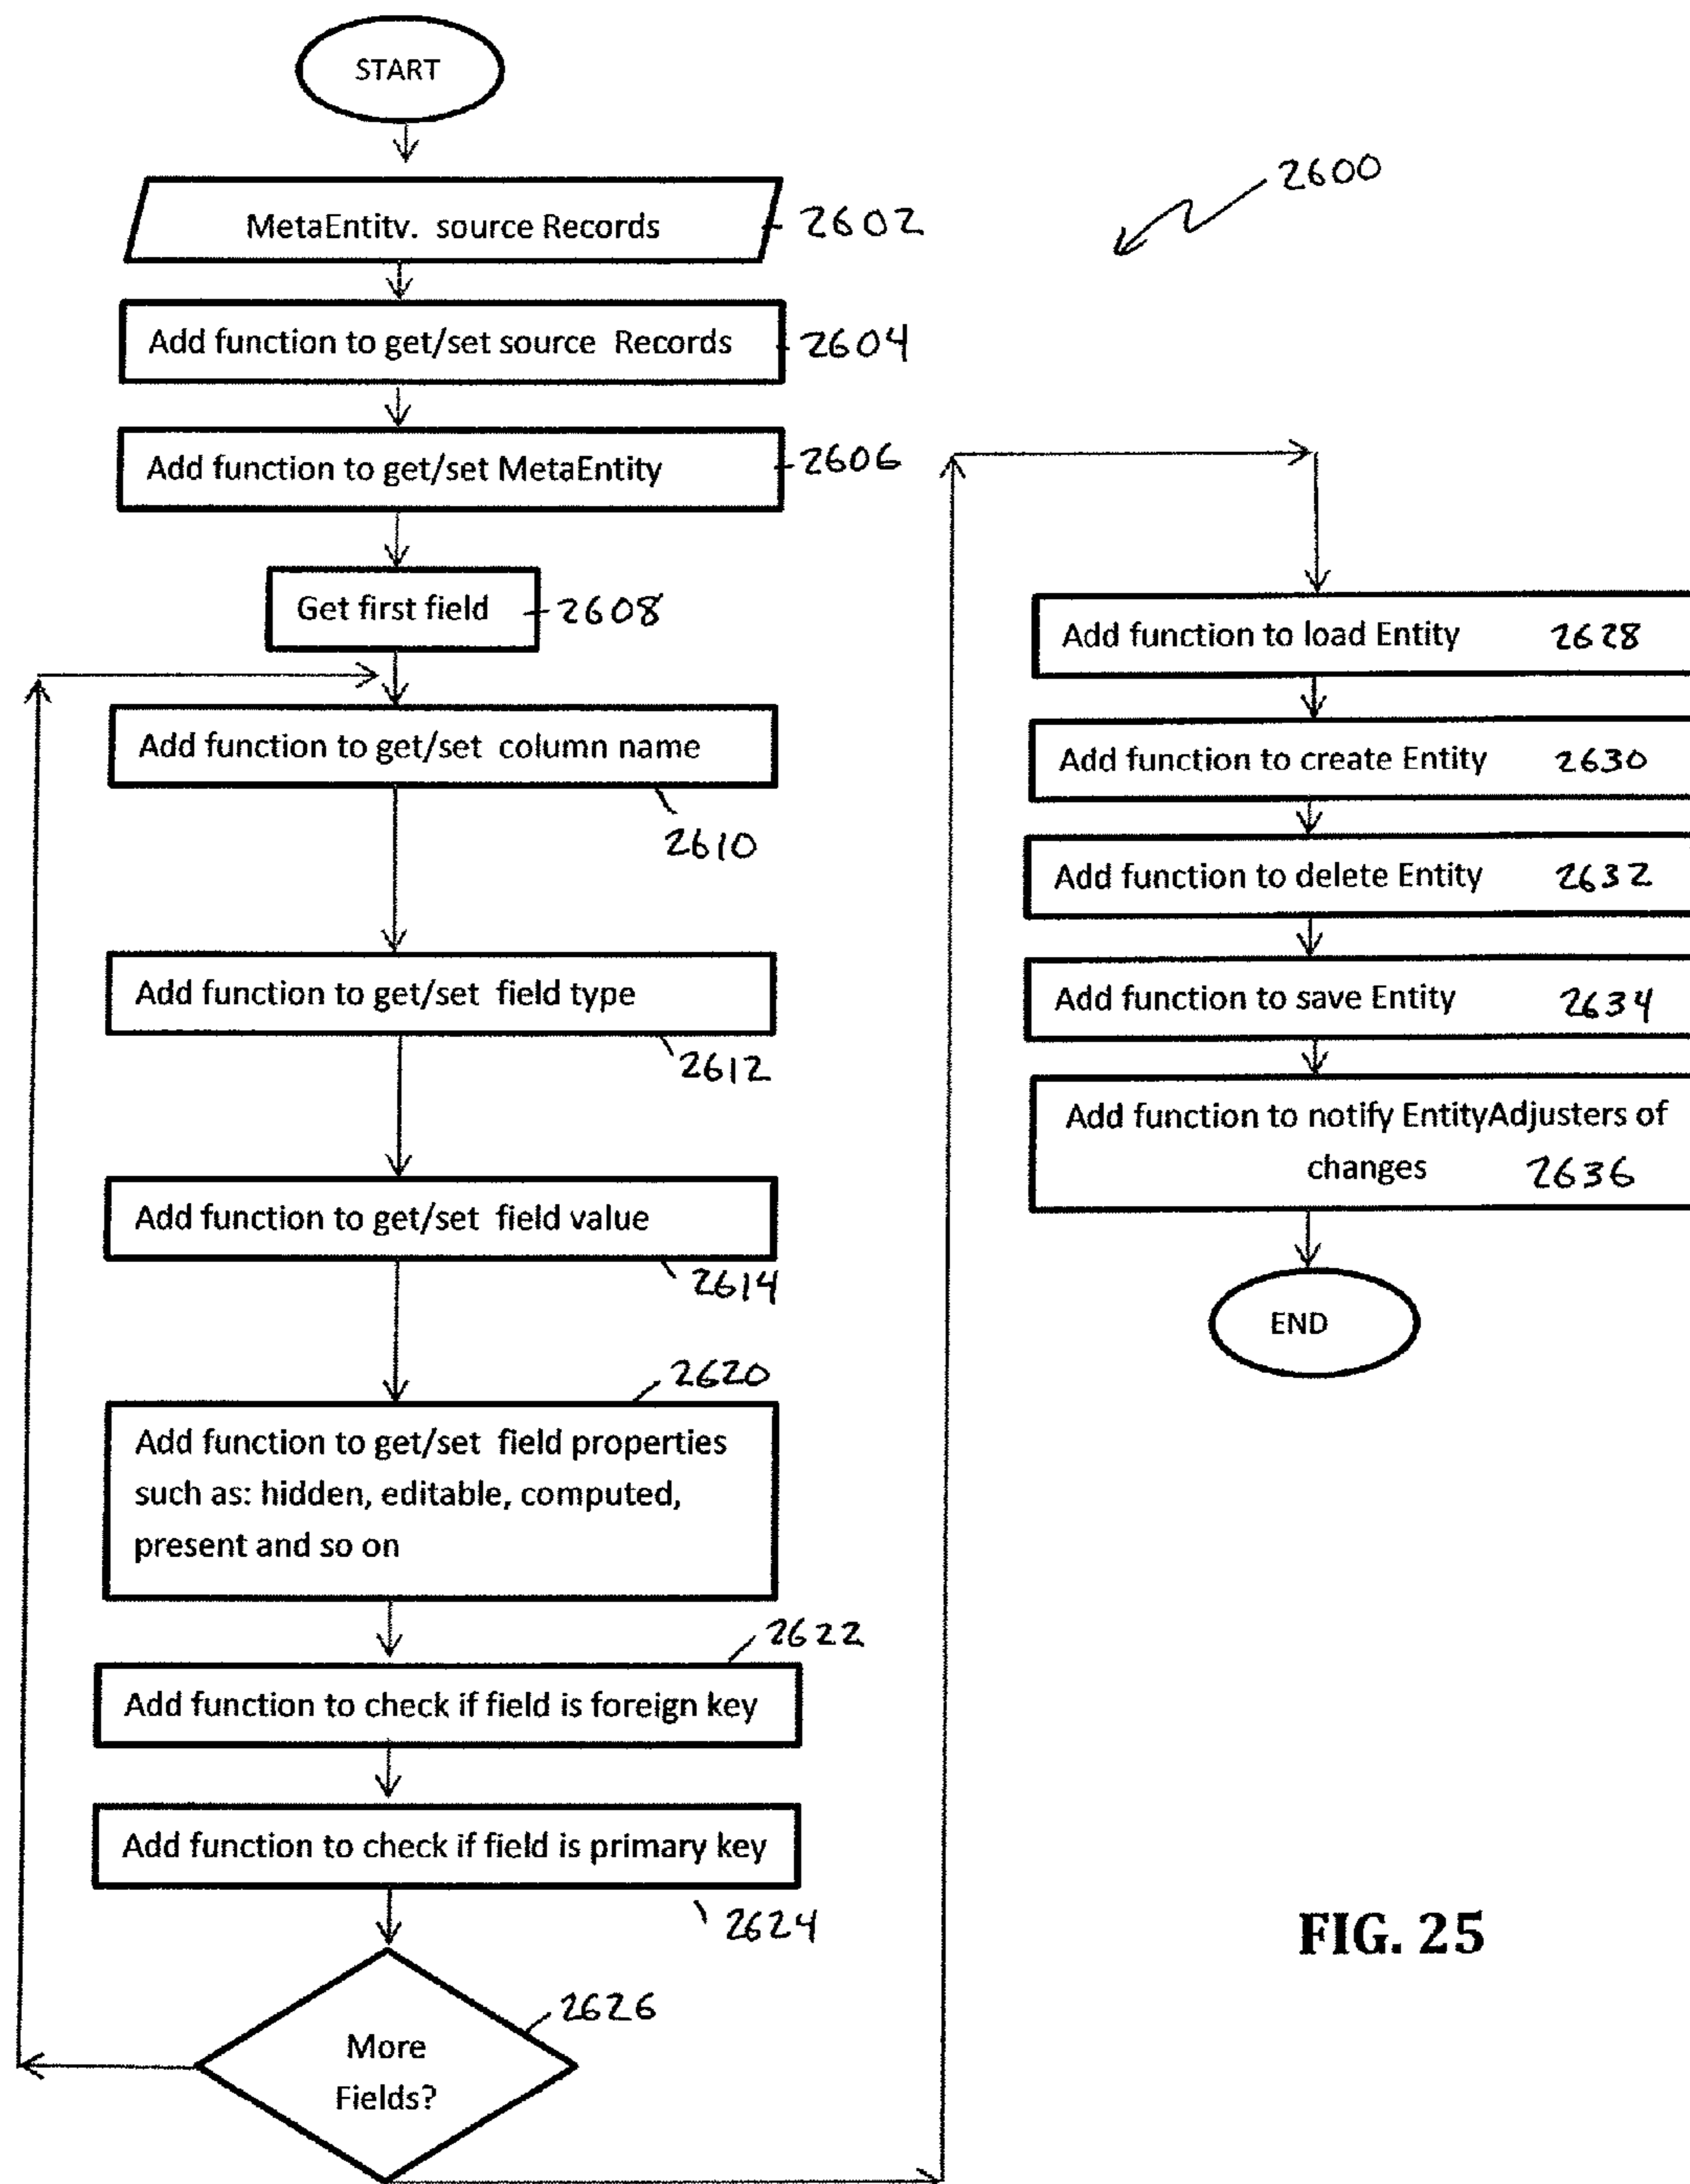 START
MetaEntity. source Records 2602
2600
Add function to get/set source Records 2604
Add function to get/set MetaEntity 2606
Get first field 2608
Add function to get/set column name
2610
Add function to get/set field type
2612
Add function to get/set field value
2614
2620
Add function to get/set field properties
such as: hidden, editable, computed,
present and so on
2622
Add function to check if field is foreign key
Add function to check if field is primary key
2624
2626
More
Fields?
Add function to load Entity 2628
Add function to create Entity 2630
Add function to delete Entity 2632
Add function to save Entity 2634
Add function to notify EntityAdjusters of
changes 2636
END
FIG. 25